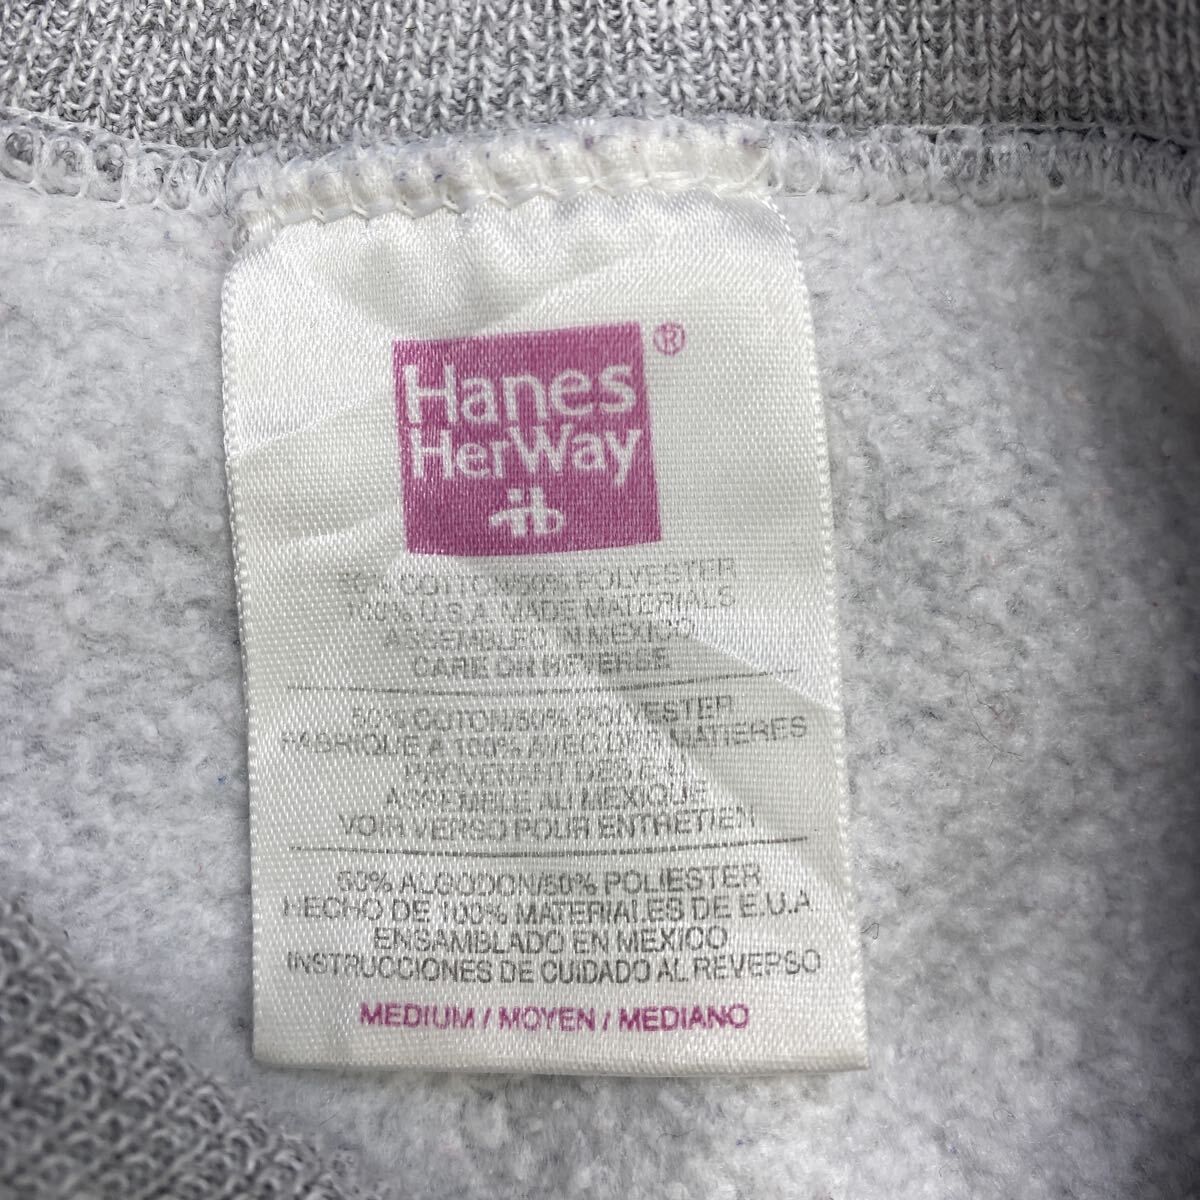 Hanes
HerWay
®
50% COTTON/50% POLYESTER
100% U.S.A. MADE MATERIALS
ASSEMBLED IN MEXICO
CARE ON REVERSE
50% COTON/50% POLYESTER
FABRIQUE A 100% AVEC DES MATIERES
PROVENANT DES E.U.
ASSEMBLE AU MEXIQUE
VOIR VERSO POUR ENTRETIEN
50% ALGODON/50% POLIESTER
HECHO DE 100% MATERIALES DE E.U.A.
ENSAMBLADO EN MEXICO
INSTRUCCIONES DE CUIDADO AL REVERSO
MEDIUM / MOYEN / MEDIANO